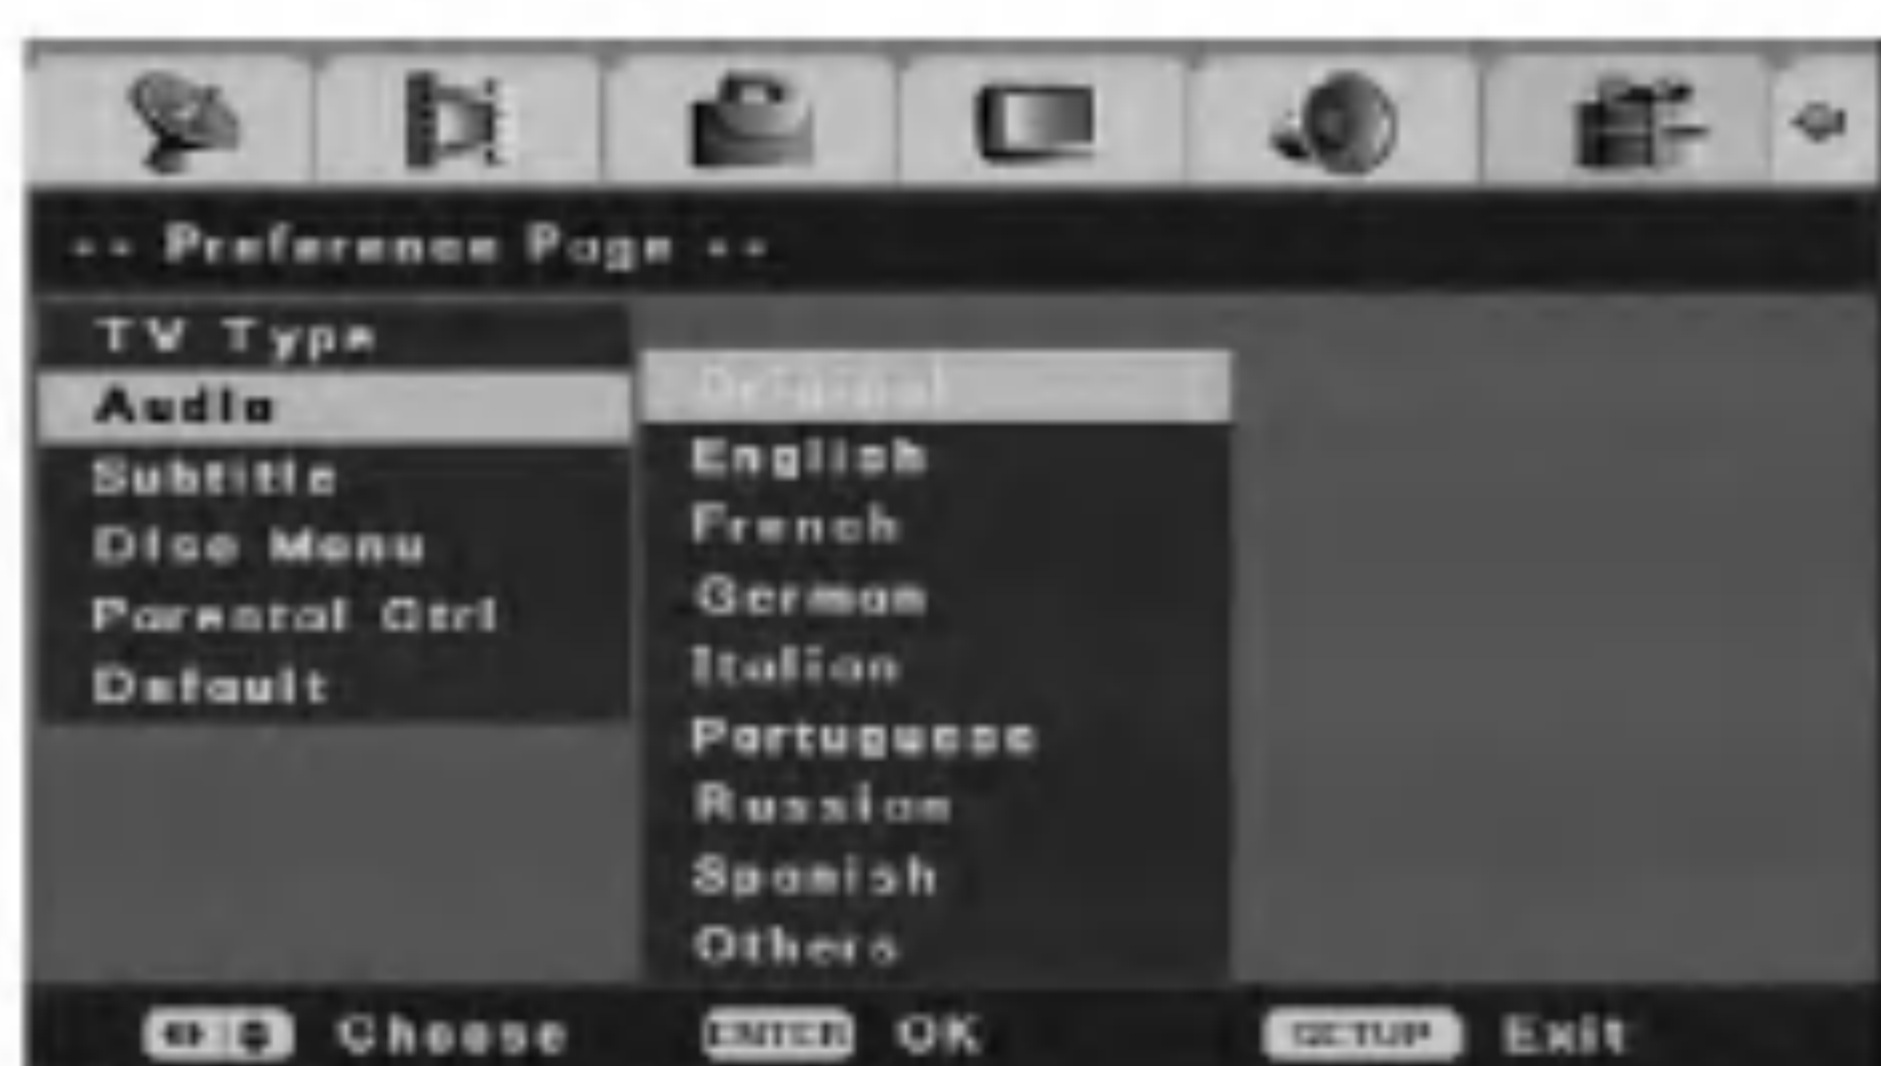 -- Preference Page --
TV Type
Audio
Subtitle
Disc Menu
Parental Ctrl
Default
Original
English
French
German
Italian
Portuguese
Russian
Spanish
Others
Choose ENTER OK SETUP Exit